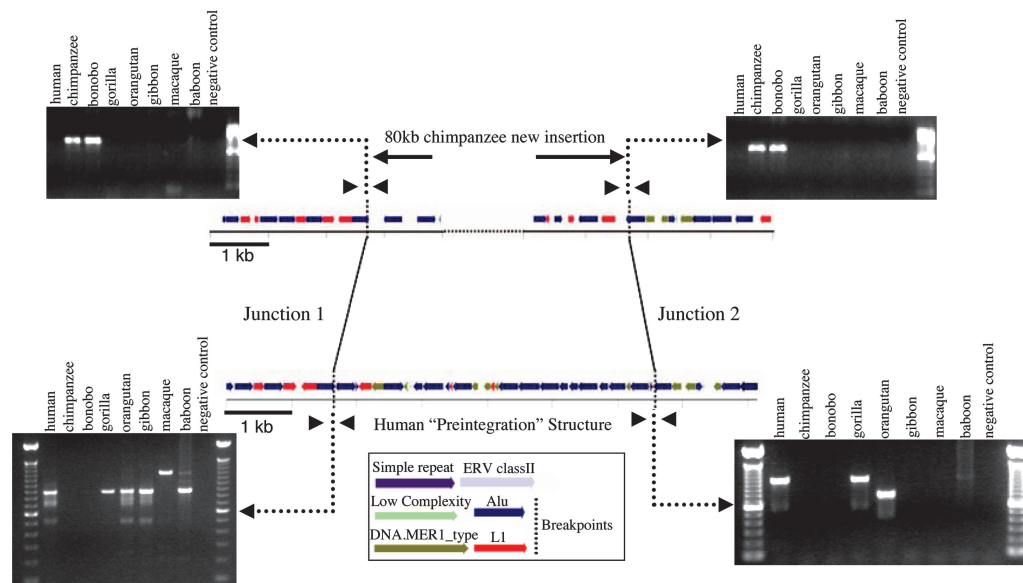 human
chimpanzee
bonobo
gorilla
orangutan
gibbon
macaque
baboon
negative control
human
chimpanzee
bonobo
gorilla
orangutan
gibbon
macaque
baboon
negative control
80kb chimpanzee new insertion
1 kb
Junction 1
Junction 2
human
chimpanzee
bonobo
gorilla
orangutan
gibbon
macaque
baboon
negative control
1 kb
Human “Preintegration” Structure
human
chimpanzee
bonobo
gorilla
orangutan
gibbon
macaque
baboon
negative control
Simple repeat
ERV classII
Low Complexity
Alu
Breakpoints
DNA.MER1_type
L1